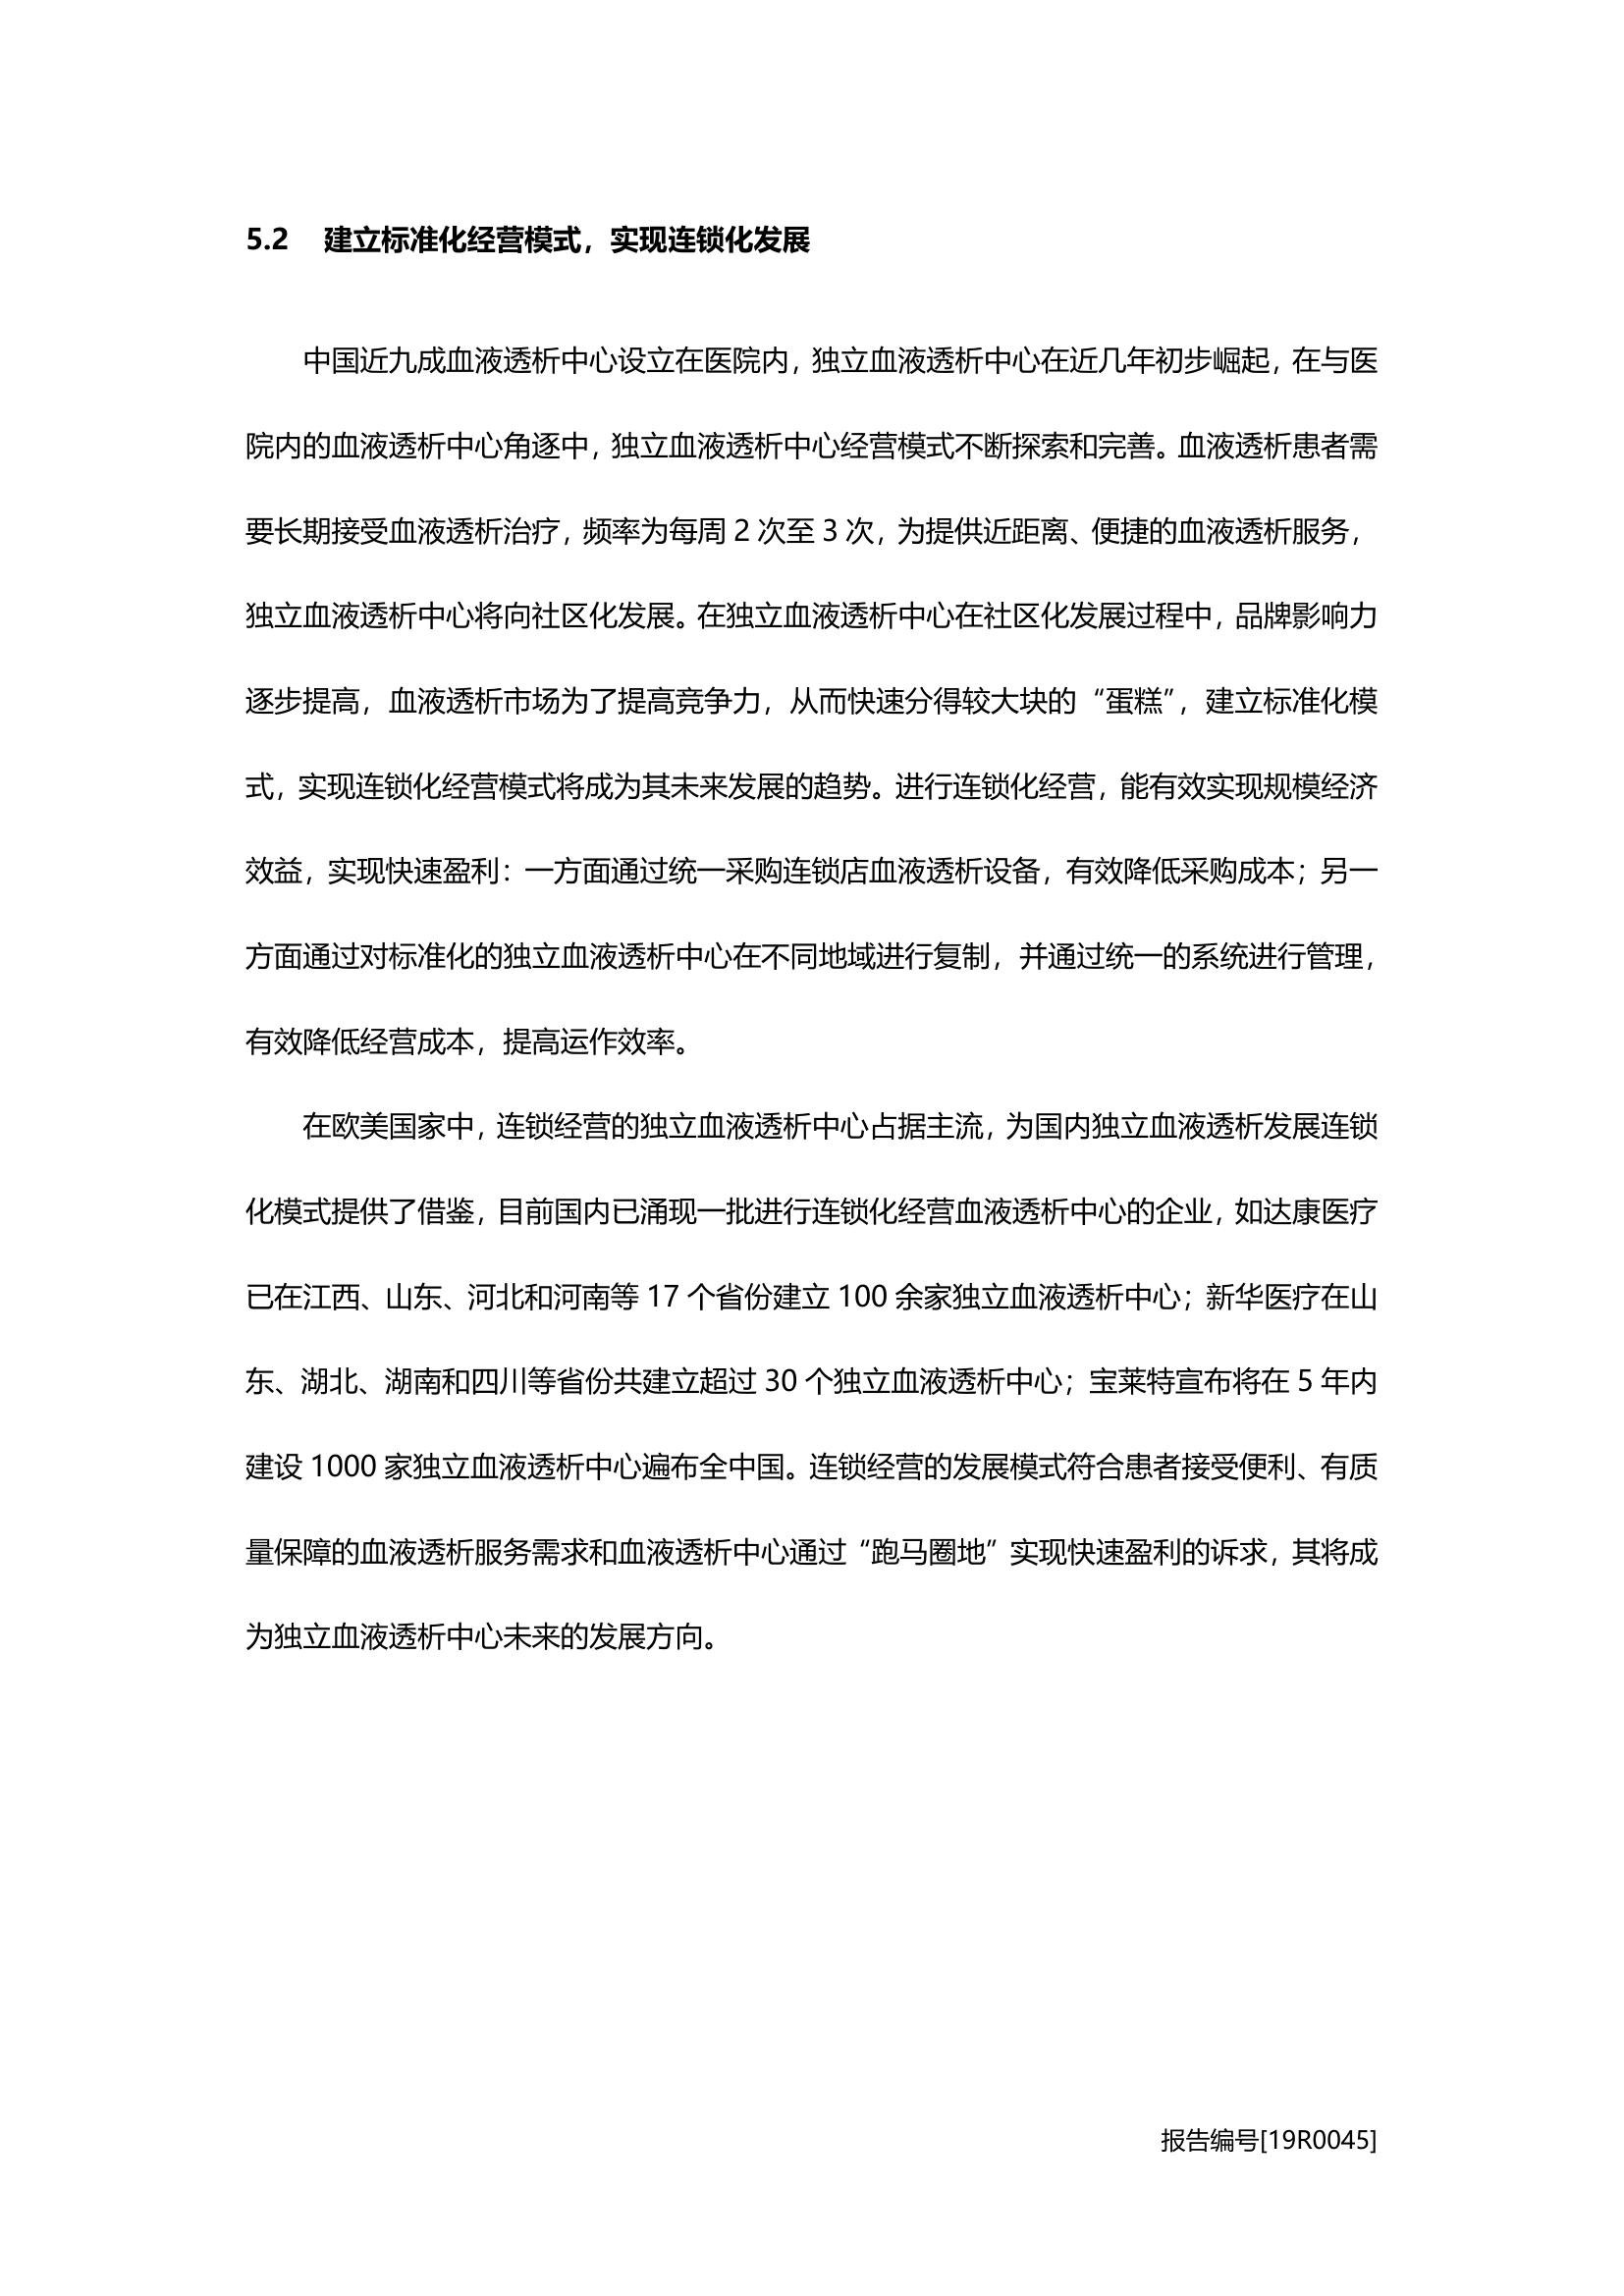 5.2 建立标准化经营模式，实现连锁化发展
中国近九成血液透析中心设立在医院内，独立血液透析中心在近几年初步崛起，在与医
院内的血液透析中心角逐中，独立血液透析中心经营模式不断探索和完善。血液透析患者需
要长期接受血液透析治疗，频率为每周 2 次至 3 次，为提供近距离、便捷的血液透析服务，
独立血液透析中心将向社区化发展。在独立血液透析中心在社区化发展过程中，品牌影响力
逐步提高，血液透析市场为了提高竞争力，从而快速分得较大块的“蛋糕”，建立标准化模
式，实现连锁化经营模式将成为其未来发展的趋势。进行连锁化经营，能有效实现规模经济
效益，实现快速盈利：一方面通过统一采购连锁店血液透析设备，有效降低采购成本；另一
方面通过对标准化的独立血液透析中心在不同地域进行复制，并通过统一的系统进行管理，
有效降低经营成本，提高运作效率。
在欧美国家中，连锁经营的独立血液透析中心占据主流，为国内独立血液透析发展连锁
化模式提供了借鉴，目前国内已涌现一批进行连锁化经营血液透析中心的企业，如达康医疗
已在江西、山东、河北和河南等 17 个省份建立 100 余家独立血液透析中心；新华医疗在山
东、湖北、湖南和四川等省份共建立超过 30 个独立血液透析中心；宝莱特宣布将在 5 年内
建设 1000 家独立血液透析中心遍布全中国。连锁经营的发展模式符合患者接受便利、有质
量保障的血液透析服务需求和血液透析中心通过“跑马圈地”实现快速盈利的诉求，其将成
为独立血液透析中心未来的发展方向。
报告编号[19R0045]